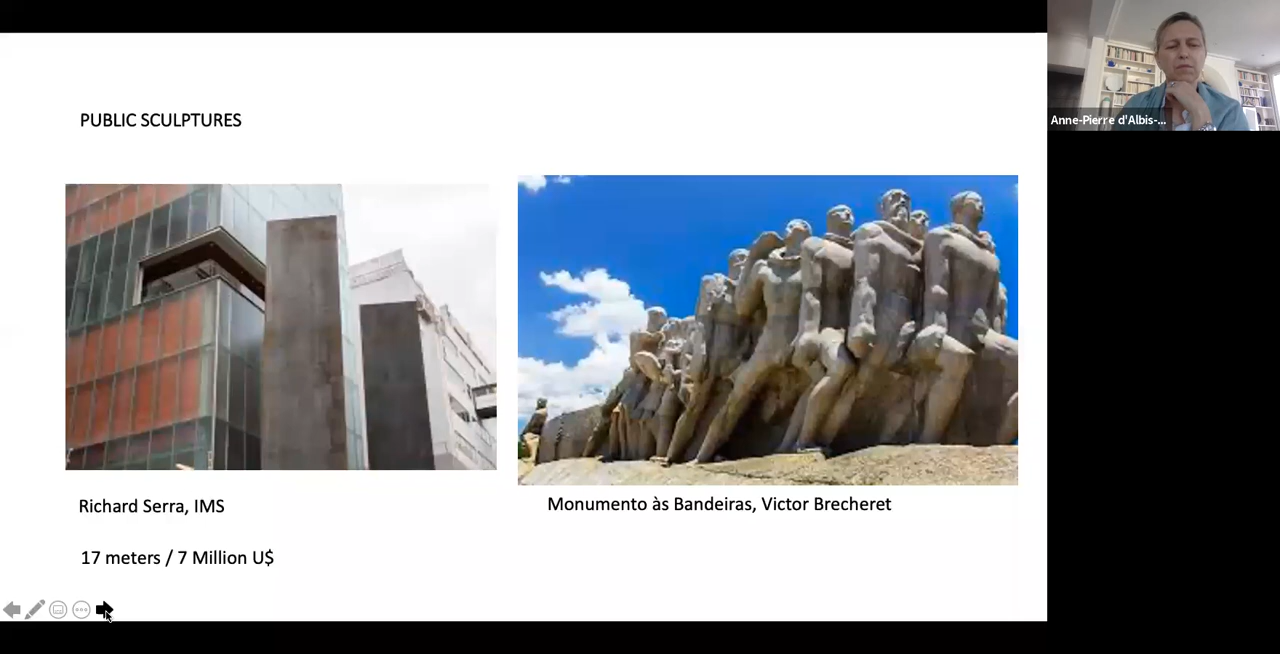 PUBLIC SCULPTURES
Anne-Pierre d'Albis-...
Richard Serra, IMS
Monumento às Bandeiras, Victor Brecheret
17 meters / 7 Million U$